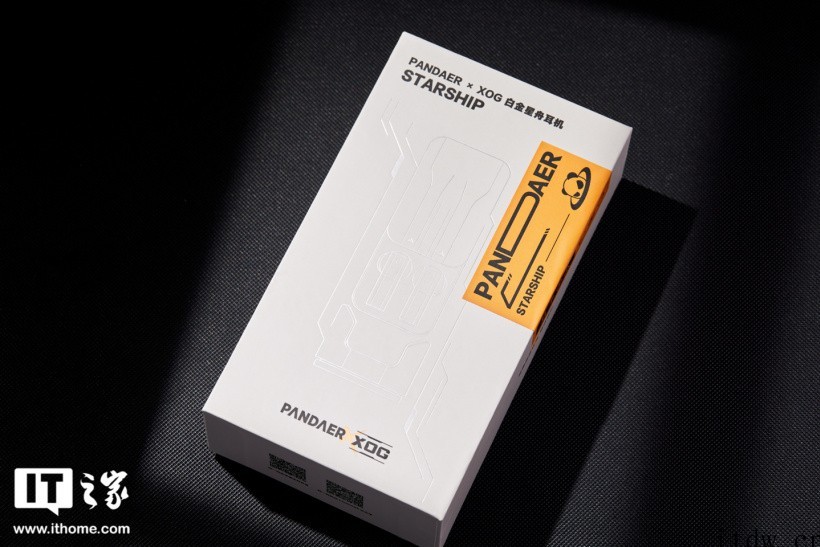 PANDAER × XOG 白金星舟耳机
STARSHIP
PANDAER
STARSHIP
PANDAER XOG
IT之家
www.ithome.com